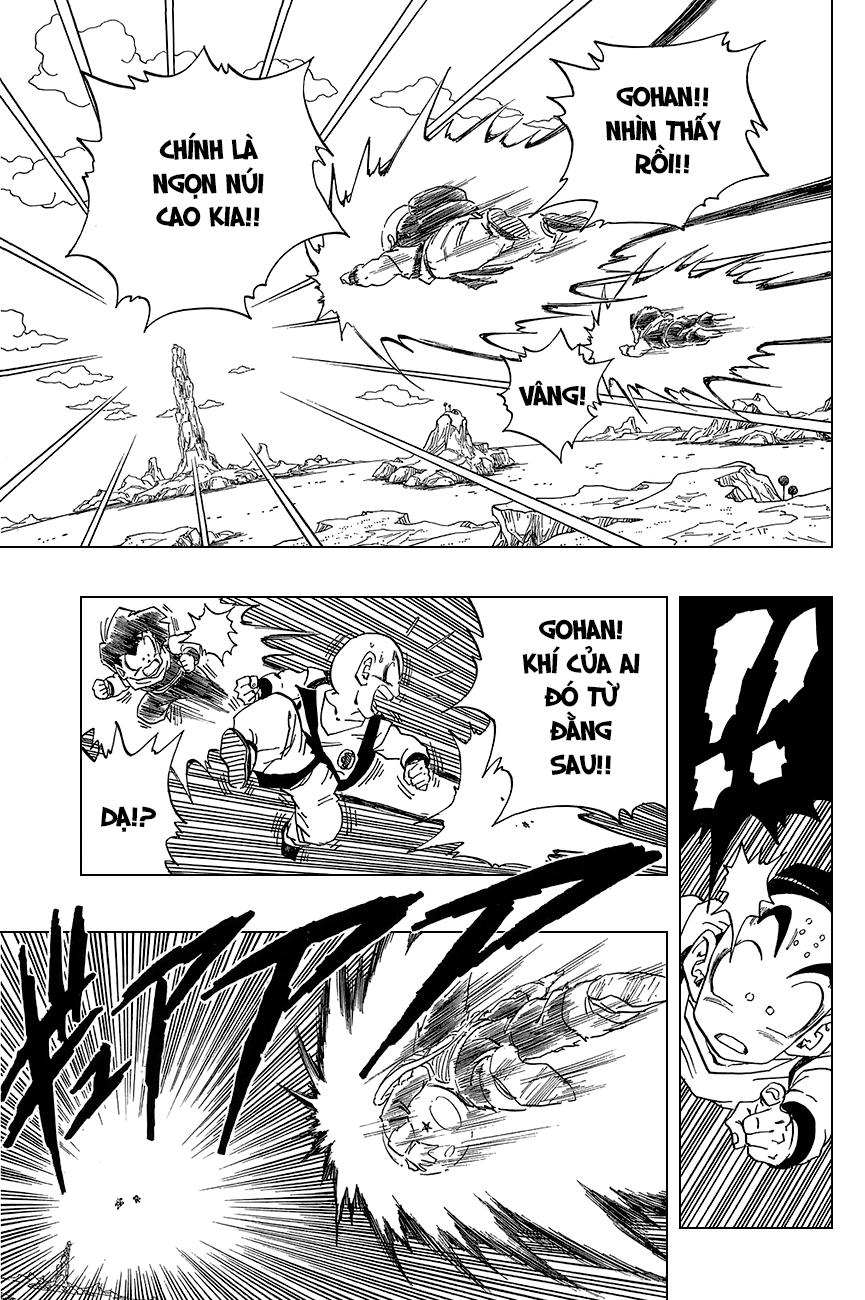 GOHAN!!
NHÌN THẤY
RỒI!!
CHÍNH LÀ
NGỌN NÚI
CAO KIA!!
VÂNG!
!!
GOHAN!
KHÍ CỦA AI
ĐÓ TỪ
ĐẰNG
SAU!!
DẠ!?